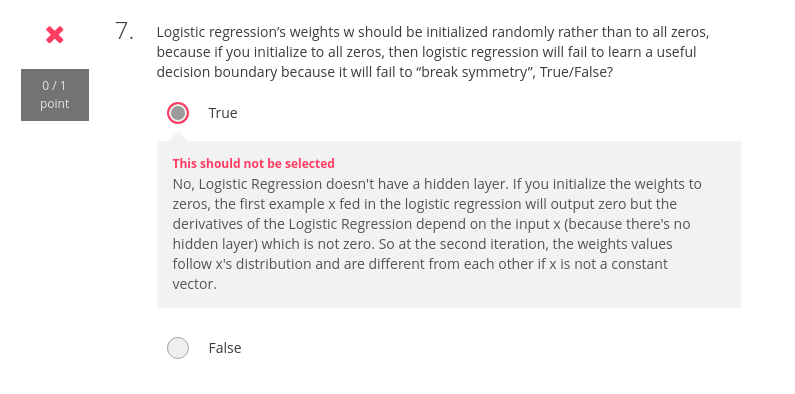 7.
Logistic regression’s weights w should be initialized randomly rather than to all zeros,
because if you initialize to all zeros, then logistic regression will fail to learn a useful
decision boundary because it will fail to “break symmetry”, True/False?
0 / 1
point
True
This should not be selected
No, Logistic Regression doesn't have a hidden layer. If you initialize the weights to
zeros, the first example x fed in the logistic regression will output zero but the
derivatives of the Logistic Regression depend on the input x (because there's no
hidden layer) which is not zero. So at the second iteration, the weights values
follow x's distribution and are different from each other if x is not a constant
vector.
False